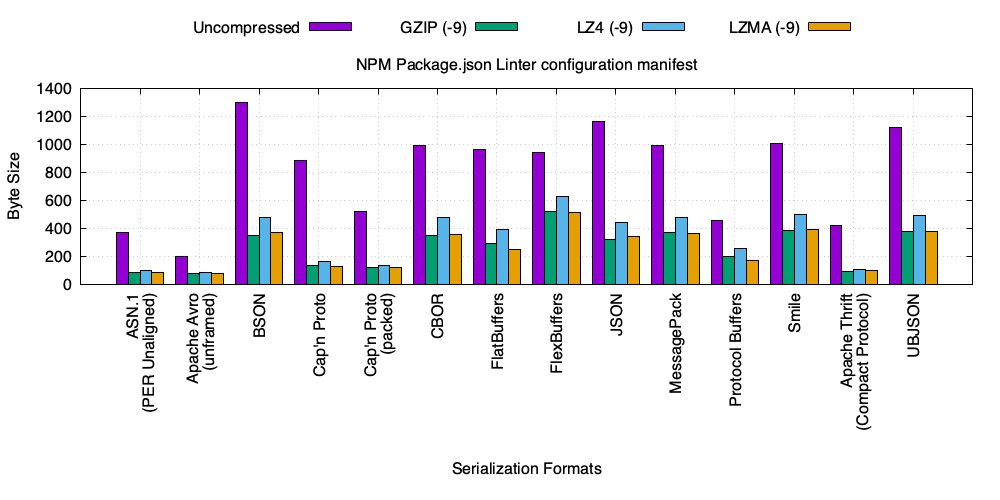 Uncompressed GZIP (-9) LZ4 (-9) LZMA (-9)
NPM Package.json Linter configuration manifest
1400
1200
1000
800
600
400
200
0
Byte Size
ASN.1
(PER Unaligned)
Apache Avro
(unframed)
BSON
Cap'n Proto
Cap'n Proto
(packed)
CBOR
FlatBuffers
FlexBuffers
JSON
MessagePack
Protocol Buffers
Smile
Apache Thrift
(Compact Protocol)
UBJSON
Serialization Formats